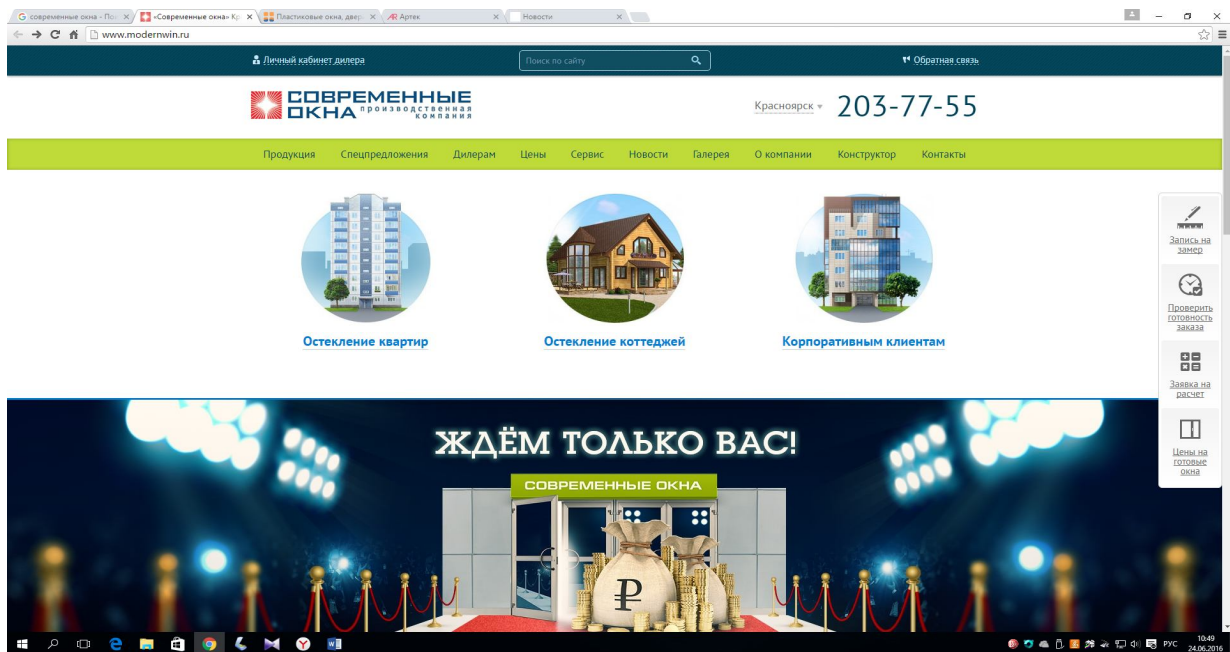 современные окна - Пои
«Современные окна» Кр
Пластиковые окна, двер
Артек
Новости
www.modernwin.ru
Личный кабинет дилера
Поиск по сайту
Обратная связь
СОВРЕМЕННЫЕ
ОКНА производственная
компания
Красноярск
203-77-55
Продукция Спецпредложения Дилерам Цены Сервис Новости Галерея О компании Конструктор Контакты
Остекление квартир
Остекление коттеджей
Корпоративным клиентам
Запись на
замер
Проверить
готовность
заказа
Заявка на
расчет
Цены на
готовые
окна
ЖДЁМ ТОЛЬКО ВАС!
СОВРЕМЕННЫЕ ОКНА
₽
РУС
10:49
24.06.2016